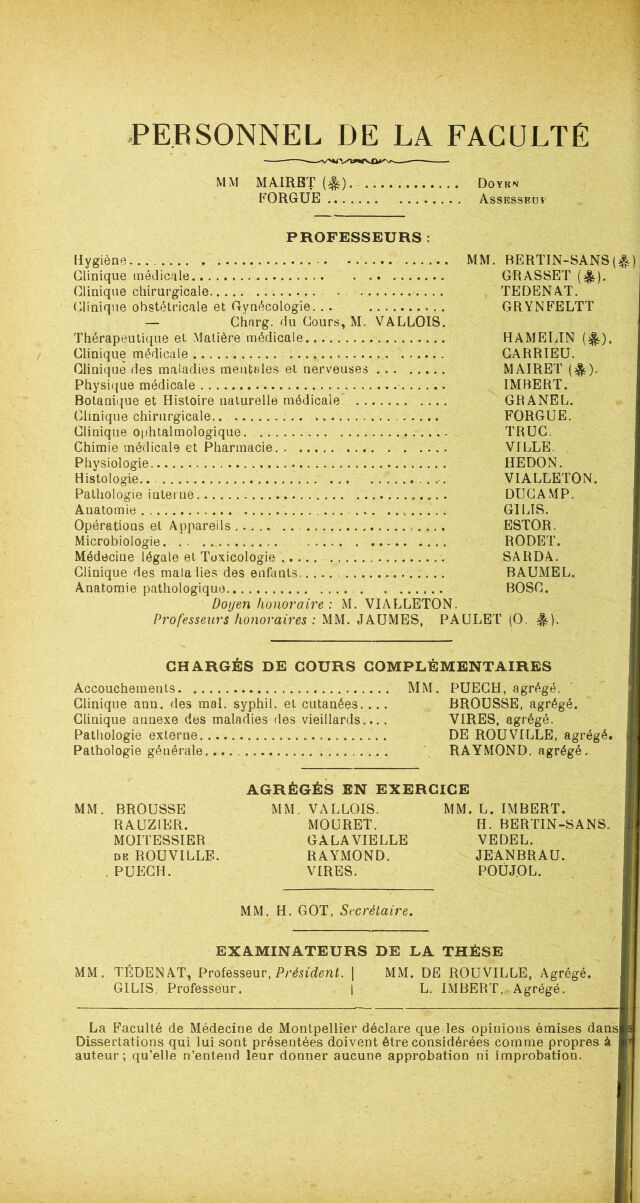 PERSONNEL DE LA FACULTÉ
MM MAIRET (✤).............. DOYEN
FORGUE .................. ASSESSEUR
PROFESSEURS :
Hygiène.................................... MM. BERTIN-SANS (✤)
Clinique médicale............................ GRASSET (✤).
Clinique chirurgicale........................ TEDENAT.
Clinique obstétricale et Gynécologie... .......... GRYNFELTT
— Charg. du Cours, M. VALLOIS.
Thérapeutique et Matière médicale.................. HAMELIN (✤).
Clinique médicale ............................ CARRIEU.
Clinique des maladies mentales et nerveuses ......... MAIRET (✤).
Physique médicale ............................ IMBERT.
Botanique et Histoire naturelle médicale .......... GRANEL.
Clinique chirurgicale........................ FORGUE.
Clinique ophtalmologique........................ TRUC.
Chimie médicale et Pharmacie.................... VILLE.
Physiologie.................................... HEDON.
Histologie.................................... VIALLETON.
Pathologie interne............................ DUCAMP.
Anatomie .................................... GILIS.
Opérations et Appareils ........................ ESTOR.
Microbiologie................................ RODET.
Médecine légale et Toxicologie .................... SARDA.
Clinique des maladies des enfants.................. BAUMEL.
Anatomie pathologique........................ BOSC.
Doyen honoraire : M. VIALLETON.
Professeurs honoraires : MM. JAUMES, PAULET (O. ✤).
CHARGÉS DE COURS COMPLÉMENTAIRES
Accouchements............................ MM. PUECH, agrégé.
Clinique ann. des mal. syphil. et cutanées.... BROUSSE, agrégé.
Clinique annexe des maladies des vieillards.... VIRES, agrégé.
Pathologie externe........................ DE ROUVILLE, agrégé.
Pathologie générale........................ RAYMOND, agrégé.
AGRÉGÉS EN EXERCICE
MM. BROUSSE MM. VALLOIS. MM. L. IMBERT.
RAUZIER. MOURET. H. BERTIN-SANS.
MOITESSIER GALAVIELLE VEDEL.
DE ROUVILLE. RAYMOND. JEANBRAU.
PUECH. VIRES. POUJOL.
MM. H. GOT, Secrétaire.
EXAMINATEURS DE LA THÈSE
MM. TÉDENAT, Professeur, Président. | MM. DE ROUVILLE, Agrégé.
GILIS, Professeur. | L. IMBERT, Agrégé.
La Faculté de Médecine de Montpellier déclare que les opinions émises dans
Dissertations qui lui sont présentées doivent être considérées comme propres à
auteur ; qu'elle n'entend leur donner aucune approbation ni improbation.